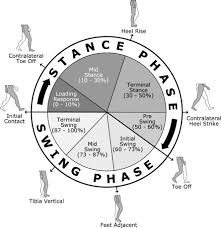 Heel Rise
Contralateral
Toe Off
STANCE PHASE
Mid
Stance
(10 - 30%)
Loading
Response
(0 - 10%)
Terminal
Stance
(30 - 50%)
Initial
Contact
Contralateral
Heel Strike
Pre
Swing
(50 - 60%)
Terminal
Swing
(87 - 100%)
Mid
Swing
(73 - 87%)
Initial
Swing
(60 - 73%)
SWING PHASE
Toe Off
Tibia Vertical
Feet Adjacent